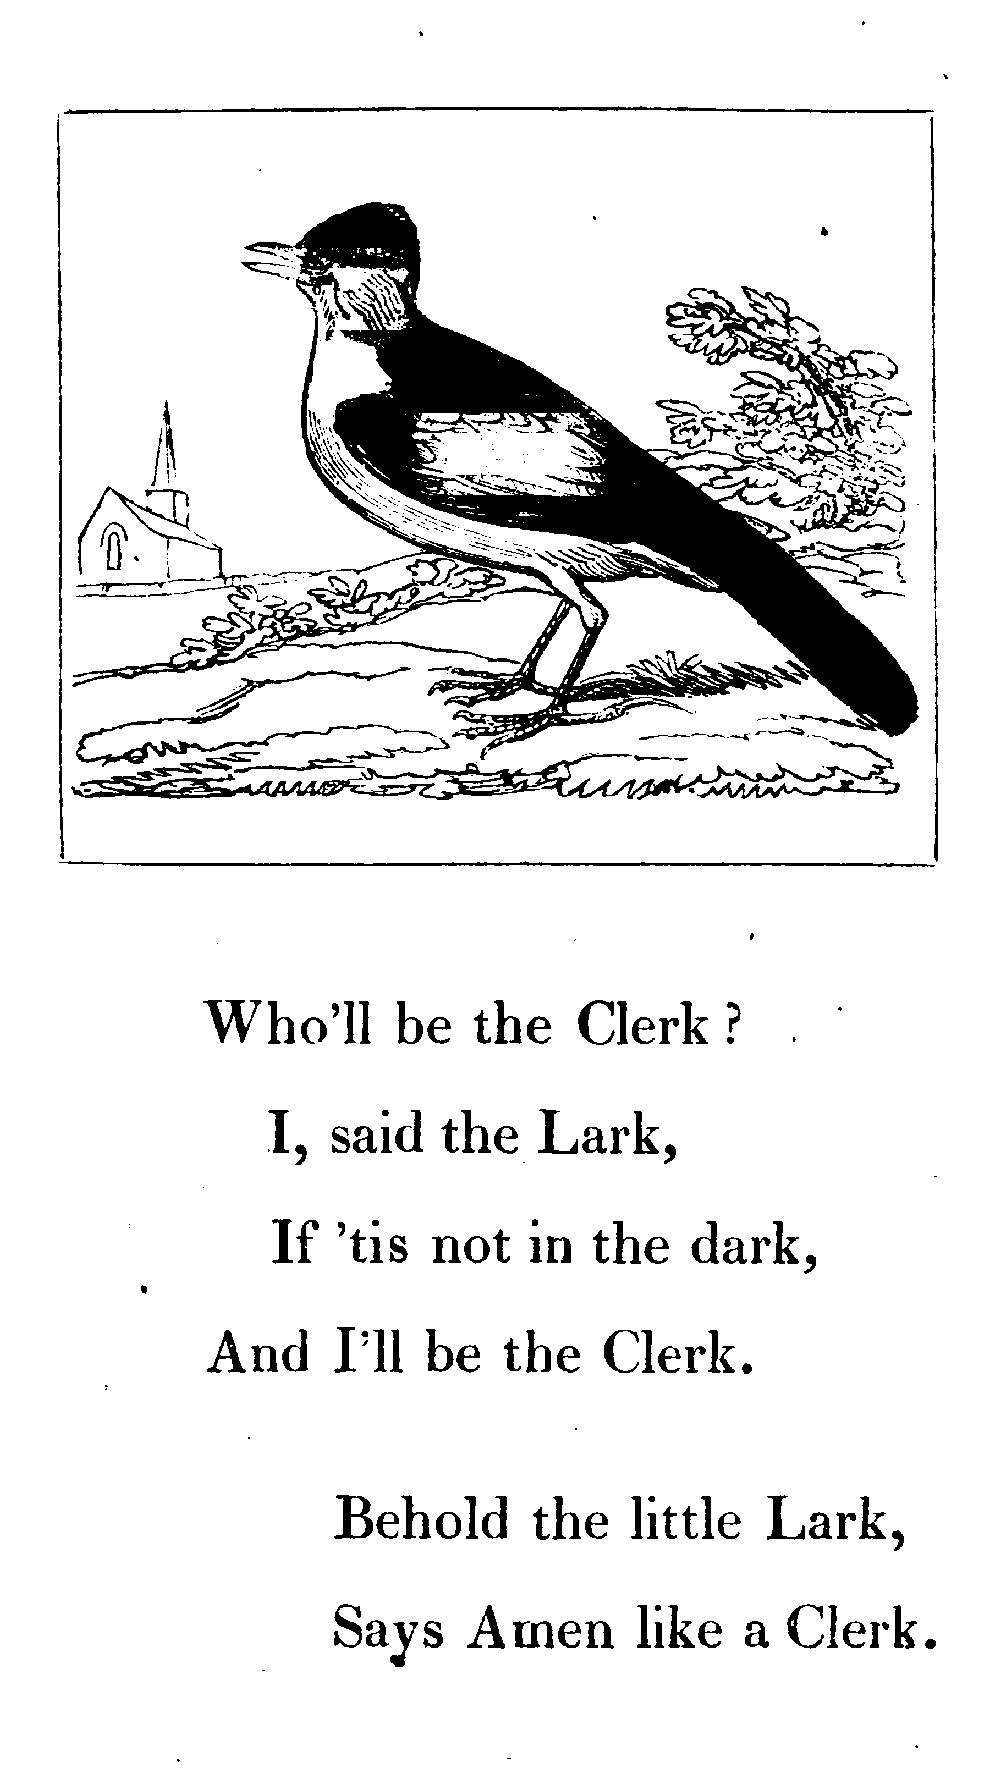 Who'll be the Clerk?
I, said the Lark,
If 'tis not in the dark,
And I'll be the Clerk.
Behold the little Lark,
Says Amen like a Clerk.